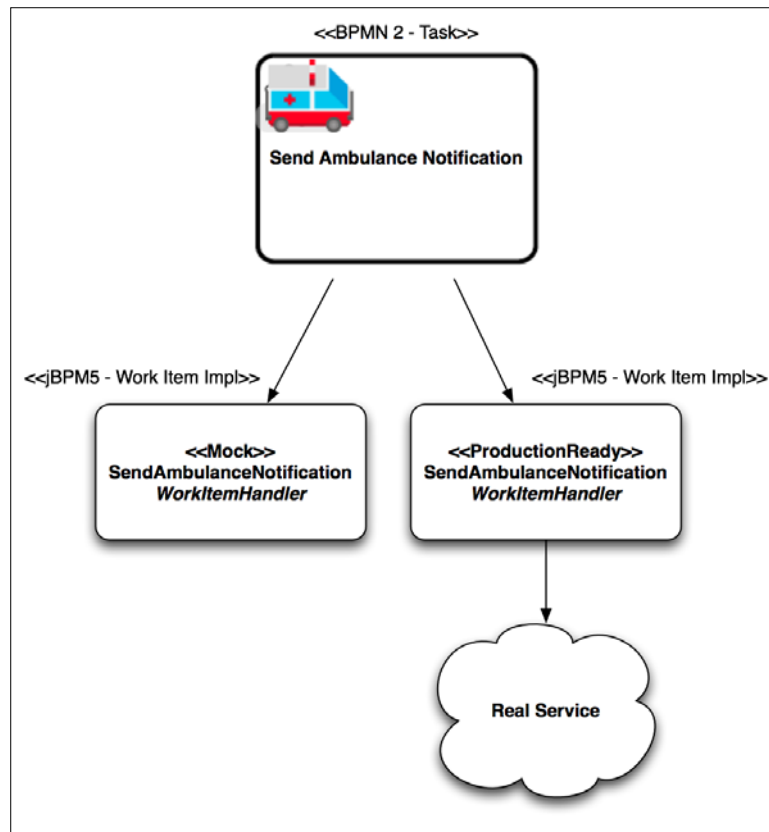 <<BPMN 2 - Task>>
Send Ambulance Notification
<<jBPM5 - Work Item Impl>>
<<jBPM5 - Work Item Impl>>
<<Mock>>
SendAmbulanceNotification
WorkItemHandler
<<ProductionReady>>
SendAmbulanceNotification
WorkItemHandler
Real Service